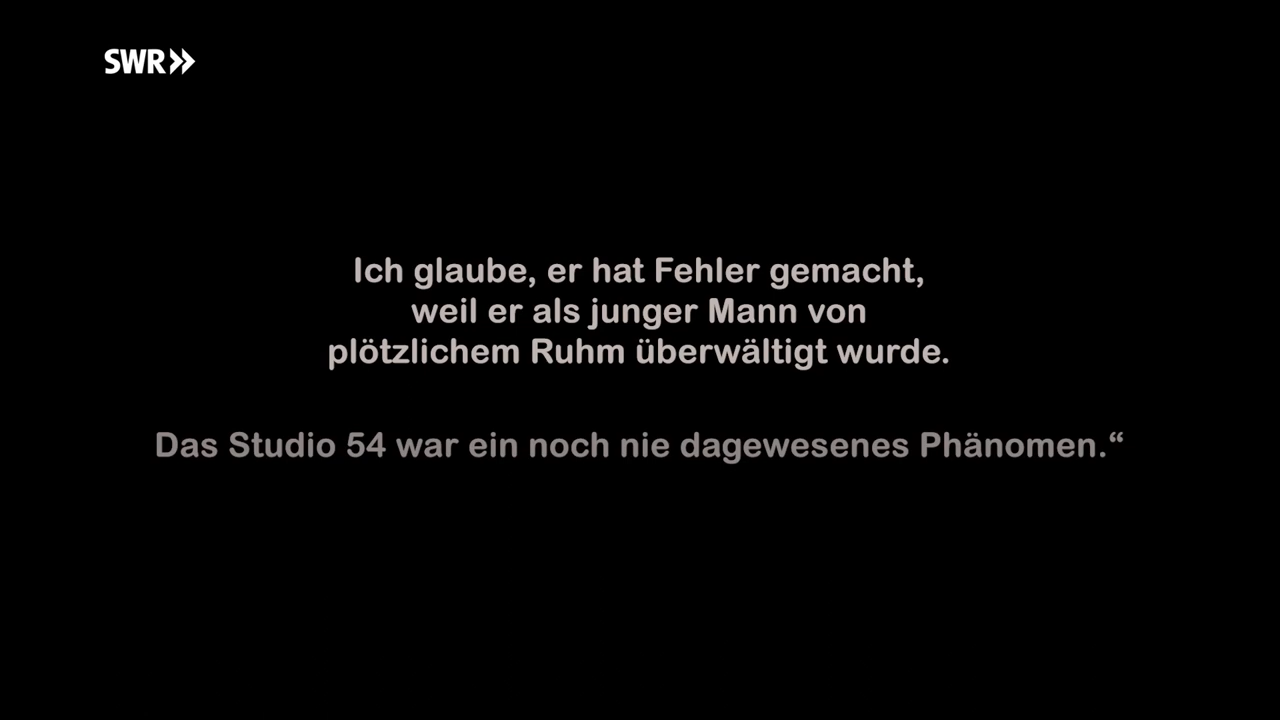 SWR
Ich glaube, er hat Fehler gemacht,
weil er als junger Mann von
plötzlichem Ruhm überwältigt wurde.
Das Studio 54 war ein noch nie dagewesenes Phänomen.“